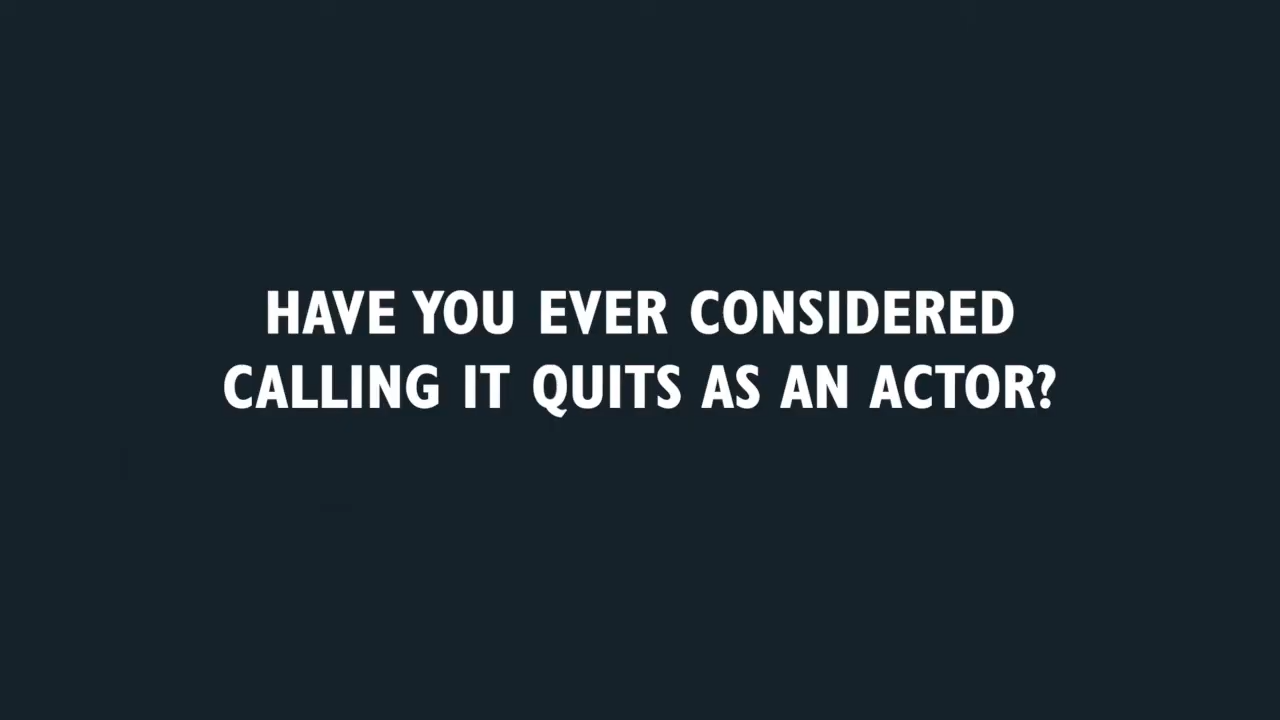 HAVE YOU EVER CONSIDERED
CALLING IT QUITS AS AN ACTOR?